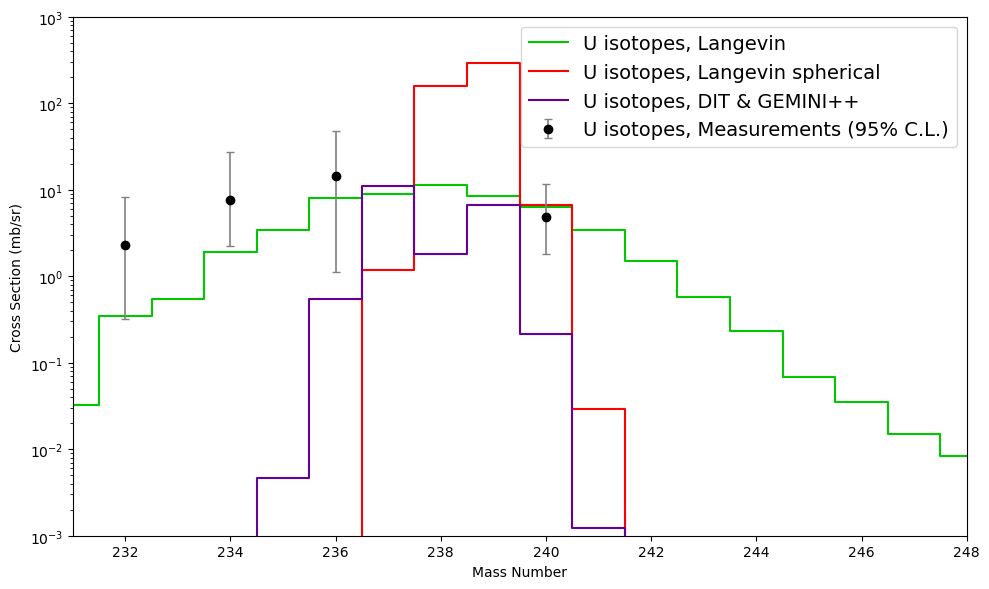 10³
10²
10¹
10⁰
10⁻¹
10⁻²
10⁻³
Cross Section (mb/sr)
U isotopes, Langevin
U isotopes, Langevin spherical
U isotopes, DIT & GEMINI++
U isotopes, Measurements (95% C.L.)
232 234 236 238 240 242 244 246 248
Mass Number